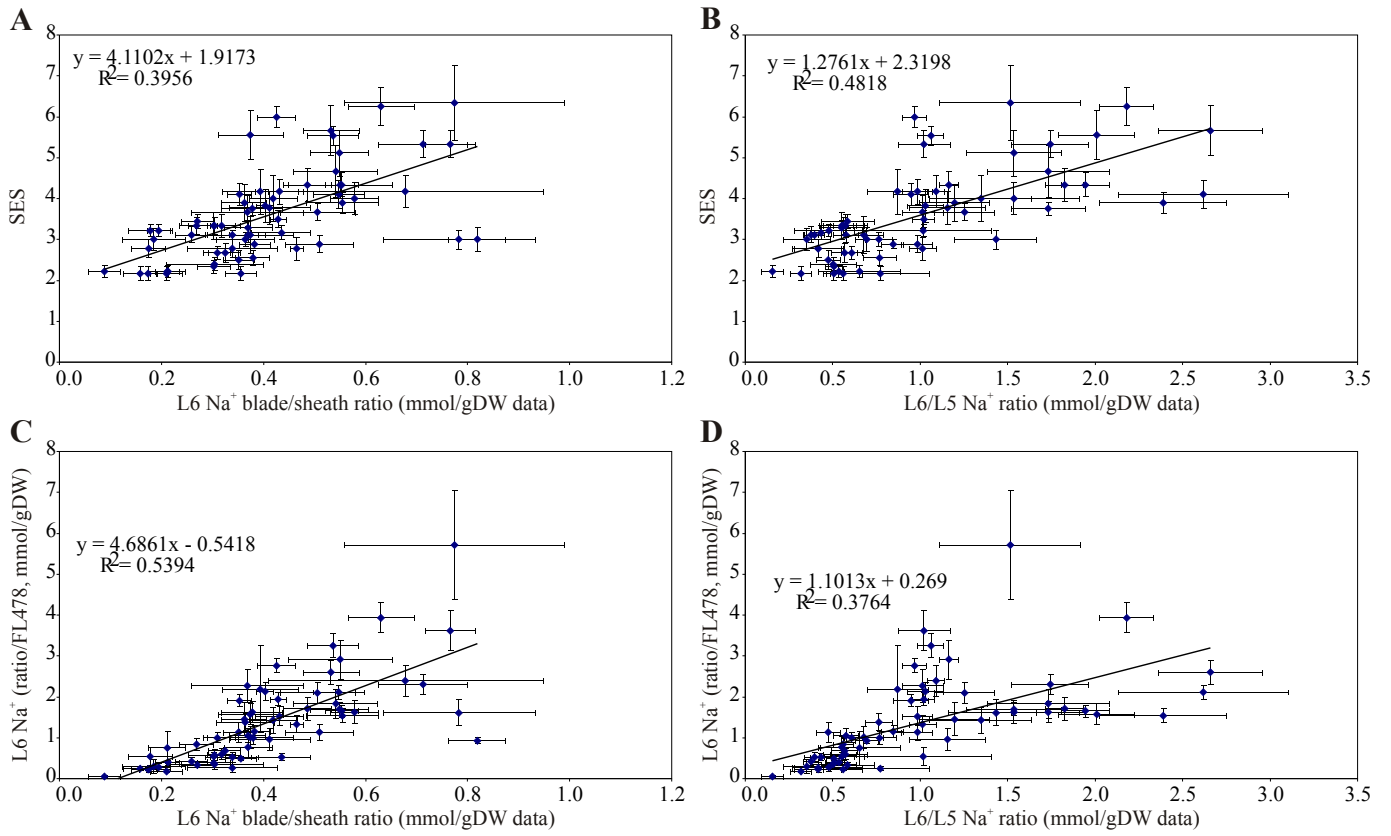 A
y = 4.1102x + 1.9173
R² = 0.3956
8
7
6
5
4
3
2
1
0
SES
0.0 0.2 0.4 0.6 0.8 1.0 1.2
L6 Na⁺ blade/sheath ratio (mmol/gDW data)
B
y = 1.2761x + 2.3198
R² = 0.4818
8
7
6
5
4
3
2
1
0
SES
0.0 0.5 1.0 1.5 2.0 2.5 3.0 3.5
L6/L5 Na⁺ ratio (mmol/gDW data)
C
y = 4.6861x - 0.5418
R² = 0.5394
8
7
6
5
4
3
2
1
0
L6 Na⁺ (ratio/FL478, mmol/gDW)
0.0 0.2 0.4 0.6 0.8 1.0 1.2
L6 Na⁺ blade/sheath ratio (mmol/gDW data)
D
y = 1.1013x + 0.269
R² = 0.3764
8
7
6
5
4
3
2
1
0
L6 Na⁺ (ratio/FL478, mmol/gDW)
0.0 0.5 1.0 1.5 2.0 2.5 3.0 3.5
L6/L5 Na⁺ ratio (mmol/gDW data)